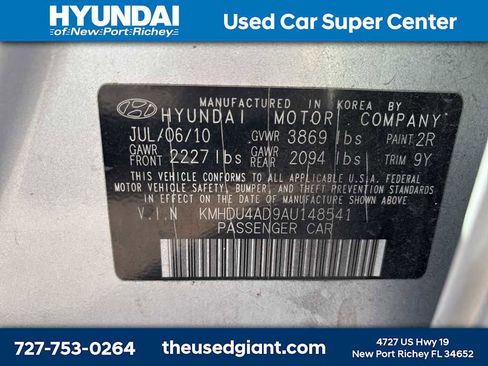 HYUNDAI
of New Port Richey
Used Car Super Center
MANUFACTURED IN KOREA BY
HYUNDAI MOTOR COMPANY
JUL/06/10 GVWR 3869 lbs PAINT 2R
GAWR FRONT 2227 lbs GAWR REAR 2094 lbs TRIM 9Y
THIS VEHICLE CONFORMS TO ALL APPLICABLE U.S.A. FEDERAL
MOTOR VEHICLE SAFETY, BUMPER, AND THEFT PREVENTION STANDARDS
IN EFFECT ON THE DATE OF MANUFACTURE SHOWN ABOVE.
V.I.N KMHDU4AD9AU148541
PASSENGER CAR
727-753-0264
theusedgiant.com
4727 US Hwy 19
New Port Richey FL 34652